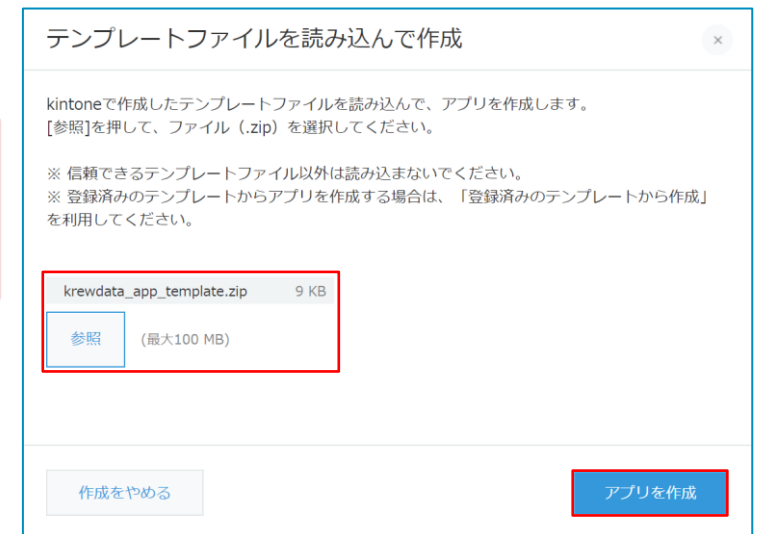 テンプレートファイルを読み込んで作成
×
kintoneで作成したテンプレートファイルを読み込んで、アプリを作成します。
[参照]を押して、ファイル（.zip）を選択してください。
※ 信頼できるテンプレートファイル以外は読み込まないでください。
※ 登録済みのテンプレートからアプリを作成する場合は、「登録済みのテンプレートから作成」
を利用してください。
krewdata_app_template.zip 9 KB
参照 (最大100 MB)
作成をやめる アプリを作成